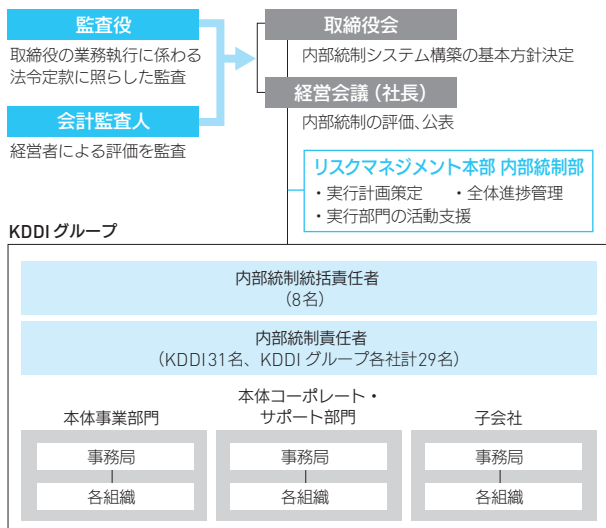 監査役
取締役の業務執行に係わる
法令定款に照らした監査
会計監査人
経営者による評価を監査
取締役会
内部統制システム構築の基本方針決定
経営会議（社長）
内部統制の評価、公表
リスクマネジメント本部 内部統制部
・実行計画策定　・全体進捗管理
・実行部門の活動支援
KDDIグループ
内部統制統括責任者
（8名）
内部統制責任者
（KDDI31名、KDDIグループ各社計29名）
本体事業部門
事務局
各組織
本体コーポレート・
サポート部門
事務局
各組織
子会社
事務局
各組織